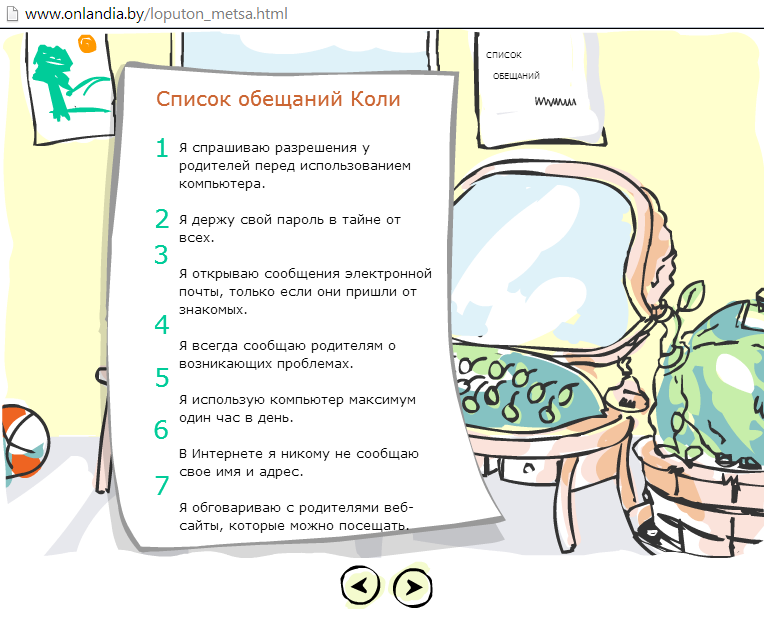 www.onlandia.by/loputon_metsa.html
СПИСОК
ОБЕЩАНИЙ
Список обещаний Коли
1 Я спрашиваю разрешения у
родителей перед использованием
компьютера.
2 Я держу свой пароль в тайне от
всех.
3
Я открываю сообщения электронной
почты, только если они пришли от
знакомых.
4
Я всегда сообщаю родителям о
возникающих проблемах.
5
Я использую компьютер максимум
один час в день.
6
В Интернете я никому не сообщаю
свое имя и адрес.
7
Я обговариваю с родителями веб-
сайты, которые можно посещать.